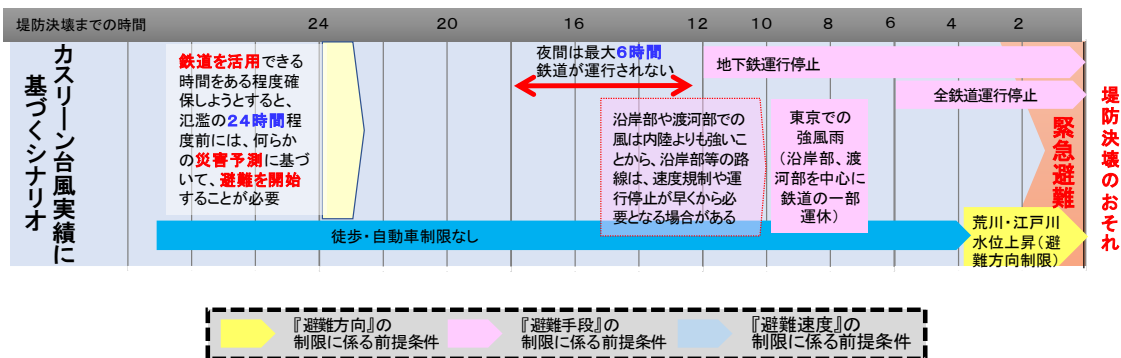 堤防決壊までの時間
24
20
16
12
10
8
6
4
2
カスリーン台風実績に
基づくシナリオ
鉄道を活用できる
時間をある程度確
保しようとすると、
氾濫の24時間程
度前には、何らか
の災害予測に基づ
いて、避難を開始
することが必要
夜間は最大6時間
鉄道が運行されない
地下鉄運行停止
全鉄道運行停止
沿岸部や渡河部での
風は内陸よりも強いこ
とから、沿岸部等の路
線は、速度規制や運
行停止が早くから必
要となる場合がある
東京での
強風雨
（沿岸部、渡
河部を中心に
鉄道の一部
運休）
緊急避難
堤防決壊のおそれ
徒歩・自動車制限なし
荒川・江戸川
水位上昇（避
難方向制限）
『避難方向』の
制限に係る前提条件
『避難手段』の
制限に係る前提条件
『避難速度』の
制限に係る前提条件